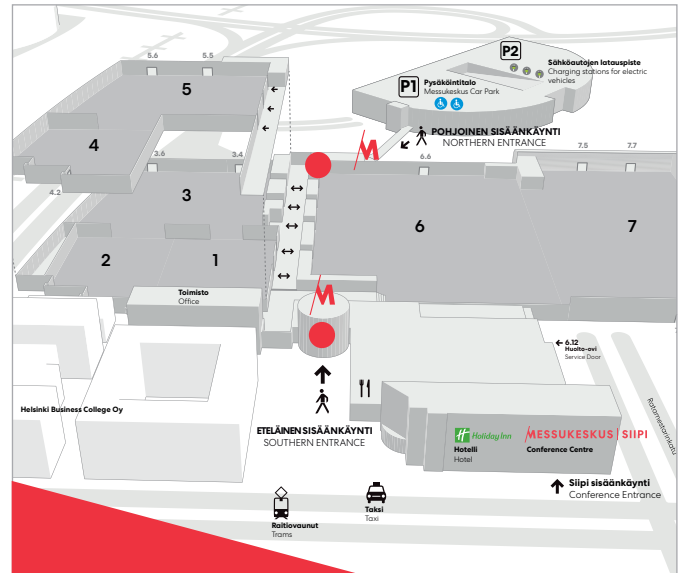 P2
Sähköautojen latauspiste
Charging stations for electric
vehicles
P1
Pysäköintitalo
Messukeskus Car Park
5.6
5.5
5
4
POHJOINEN SISÄÄNKÄYNTI
NORTHERN ENTRANCE
M
3.6
3.4
6.6
7.5
7.7
4.2
3
6
7
2
1
Toimisto
Office
M
6.12
Huolto-ovi
Service Door
Ratamestarinkatu
Helsinki Business College Oy
ETELÄINEN SISÄÄNKÄYNTI
SOUTHERN ENTRANCE
H Holiday Inn
Hotelli
Hotel
MESSUKESKUS SIIPI
Conference Centre
Siipi sisäänkäynti
Conference Entrance
Raitiovaunut
Trams
Taksi
Taxi